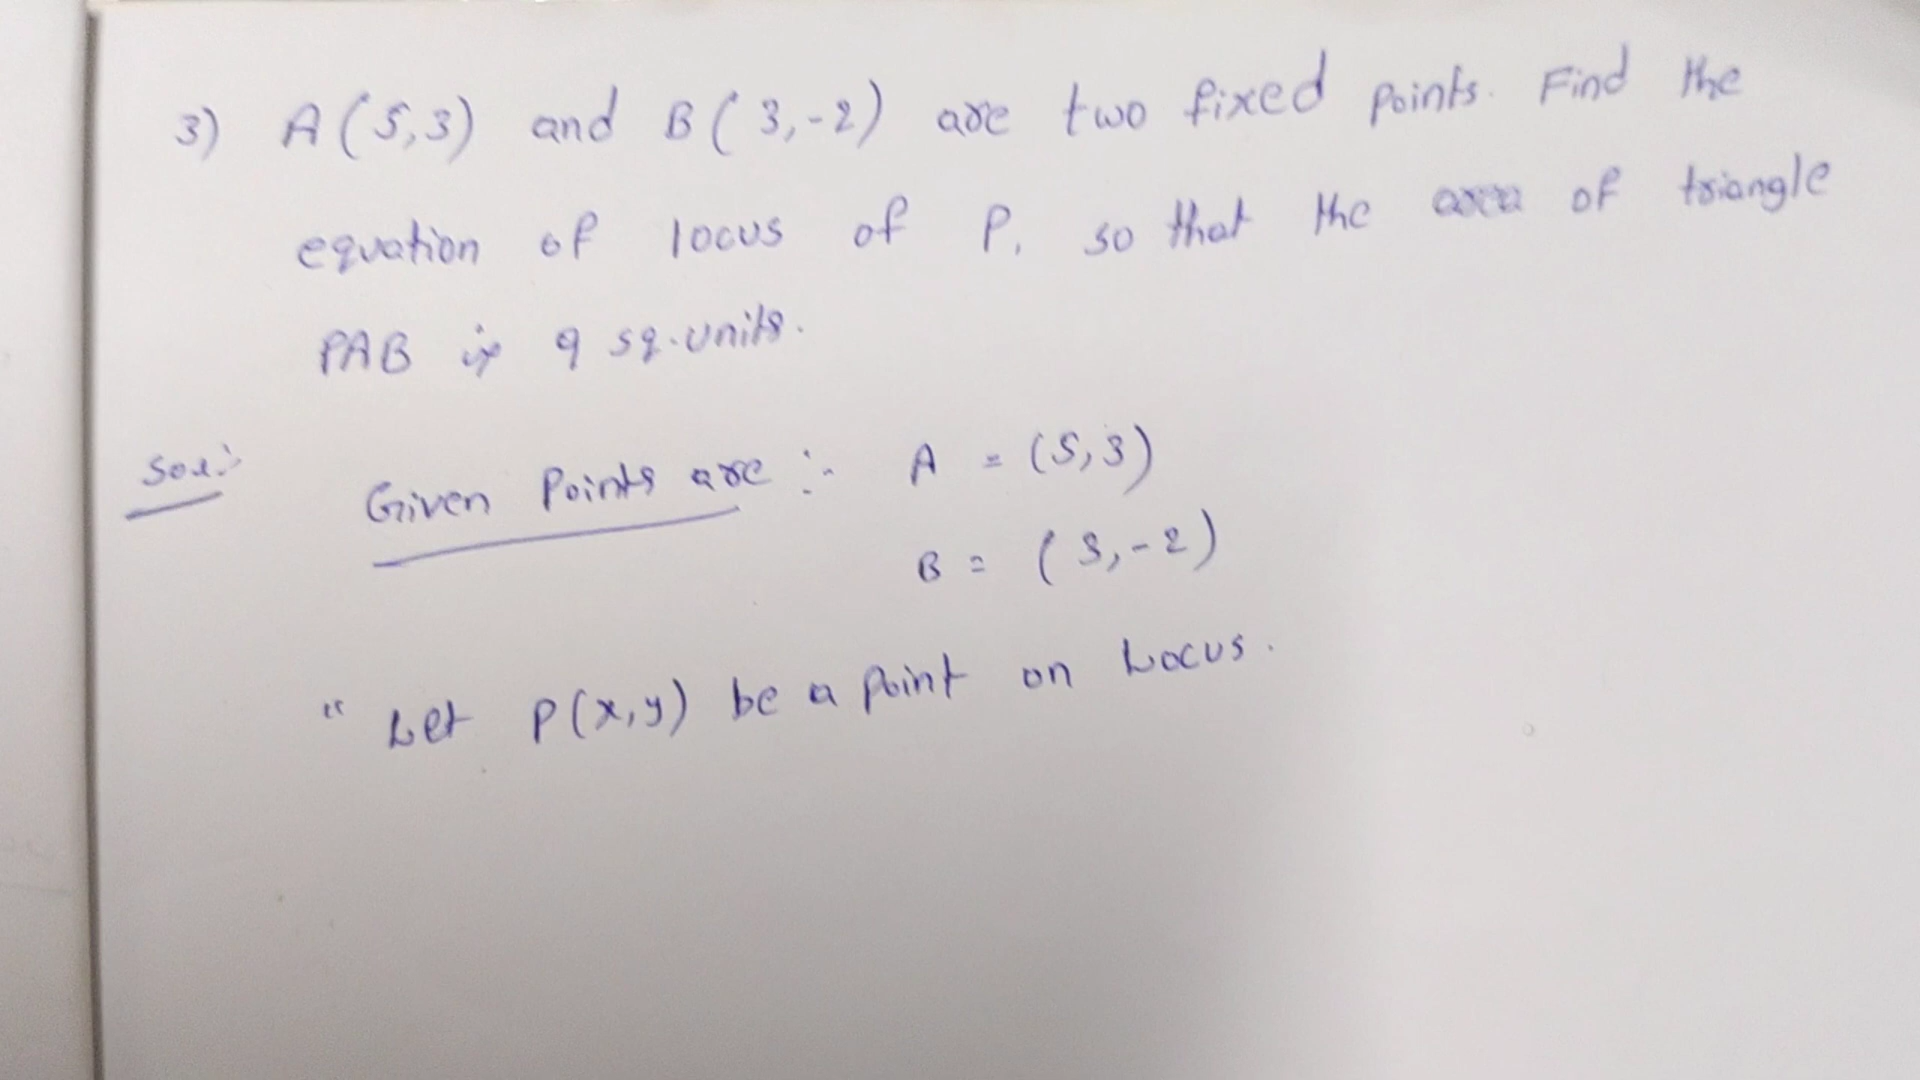 3) A(5,3) and B(3,-2) are two fixed points. Find the
equation of locus of P, so that the area of triangle
PAB is 9 sq.units.
Sol:- Given Points are :- A = (5,3)
B = (3,-2)
" Let P(x,y) be a point on Locus.